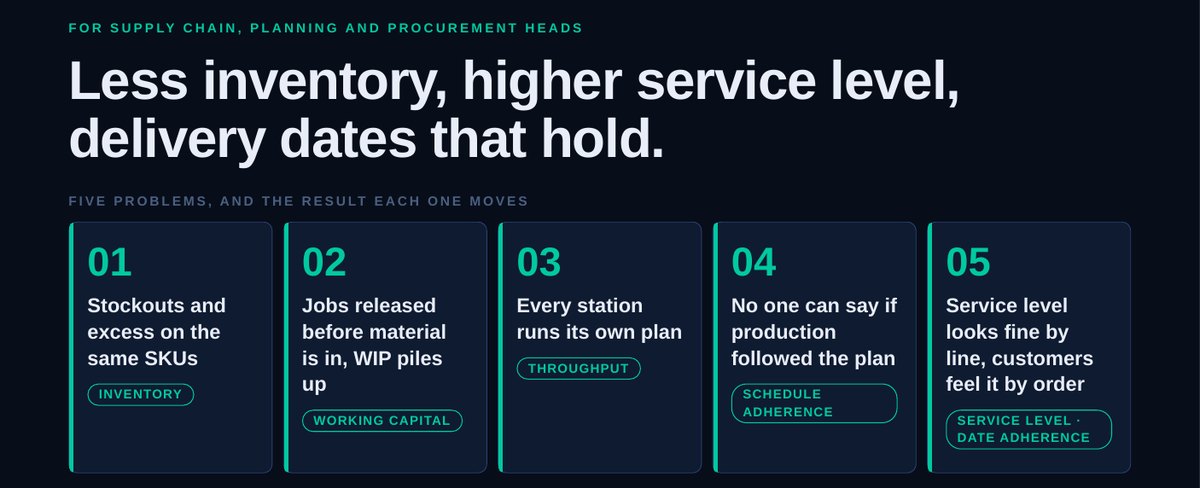 FOR SUPPLY CHAIN, PLANNING AND PROCUREMENT HEADS
Less inventory, higher service level,
delivery dates that hold.
FIVE PROBLEMS, AND THE RESULT EACH ONE MOVES
01
Stockouts and
excess on the
same SKUs
INVENTORY
02
Jobs released
before material
is in, WIP piles
up
WORKING CAPITAL
03
Every station
runs its own plan
THROUGHPUT
04
No one can say if
production
followed the plan
SCHEDULE
ADHERENCE
05
Service level
looks fine by
line, customers
feel it by order
SERVICE LEVEL ·
DATE ADHERENCE